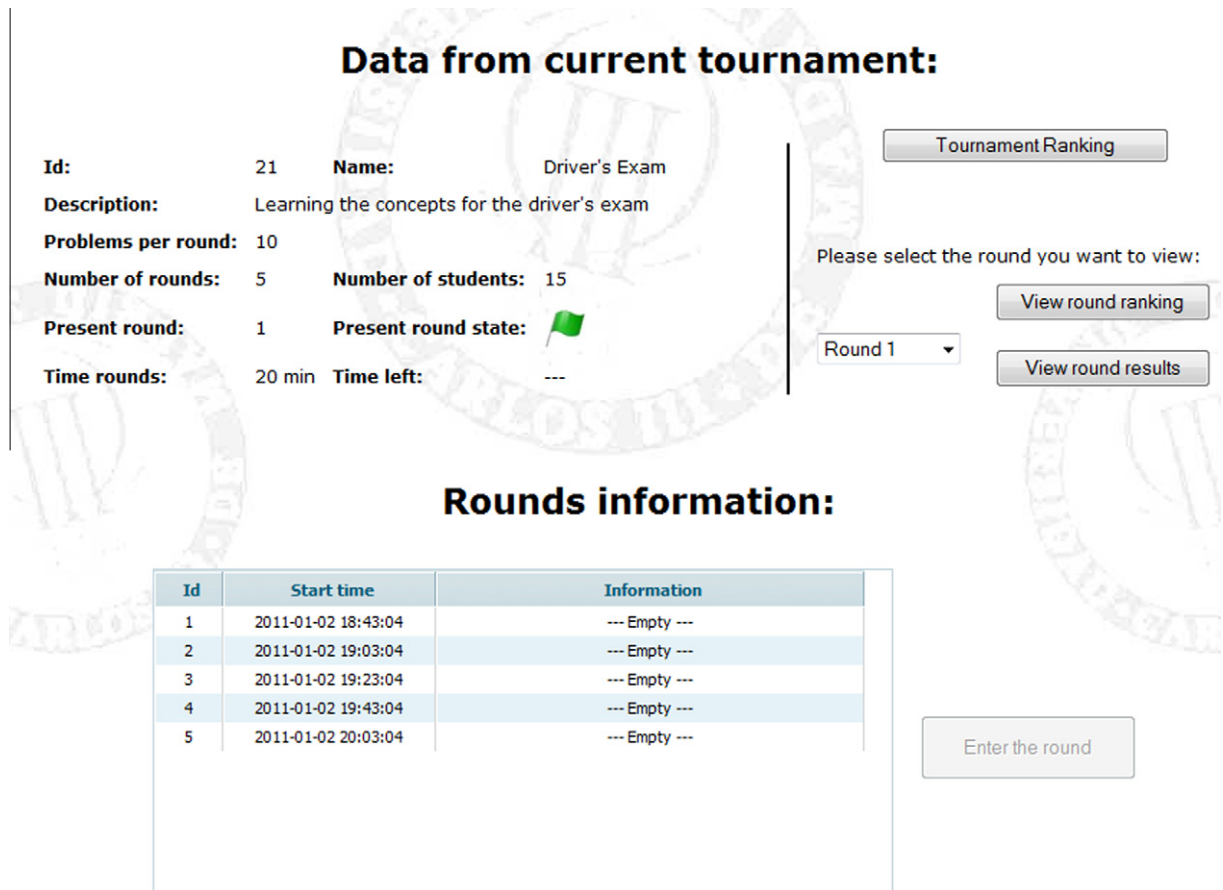 Data from current tournament:
Tournament Ranking
Id: 21 Name: Driver's Exam
Description: Learning the concepts for the driver's exam
Problems per round: 10
Please select the round you want to view:
Number of rounds: 5 Number of students: 15
View round ranking
Present round: 1 Present round state:
Round 1
View round results
Time rounds: 20 min Time left: ---
Rounds information:
Id Start time Information
1 2011-01-02 18:43:04 --- Empty ---
2 2011-01-02 19:03:04 --- Empty ---
3 2011-01-02 19:23:04 --- Empty ---
4 2011-01-02 19:43:04 --- Empty ---
5 2011-01-02 20:03:04 --- Empty ---
Enter the round